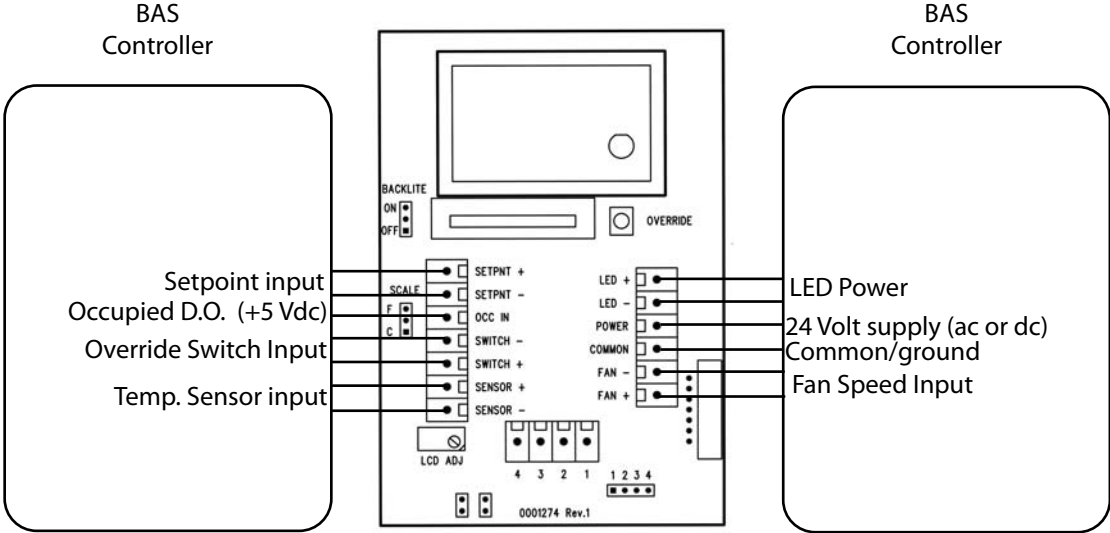 BAS
Controller
BAS
Controller
BACKLITE
ON
OFF
OVERRIDE
Setpoint input
Occupied D.O. (+5 Vdc)
Override Switch Input
Temp. Sensor input
SCALE
F
C
SETPNT +
SETPNT -
OCC IN
SWITCH -
SWITCH +
SENSOR +
SENSOR -
LED +
LED -
POWER
COMMON
FAN -
FAN +
LED Power
24 Volt supply (ac or dc)
Common/ground
Fan Speed Input
LCD ADJ
4 3 2 1
1 2 3 4
0001274 Rev.1